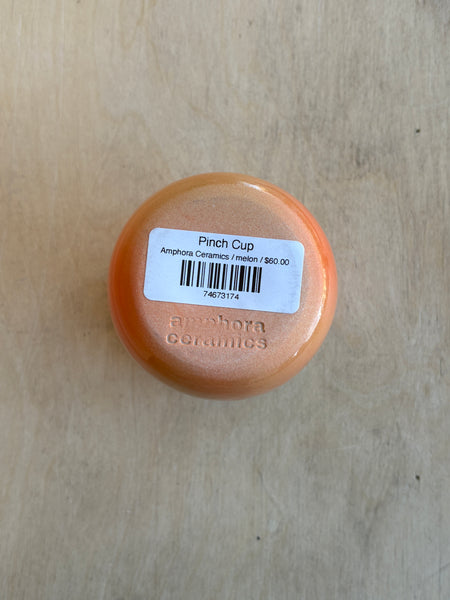 Pinch Cup
Amphora Ceramics / melon / $60.00
74673174
amphora
ceramics